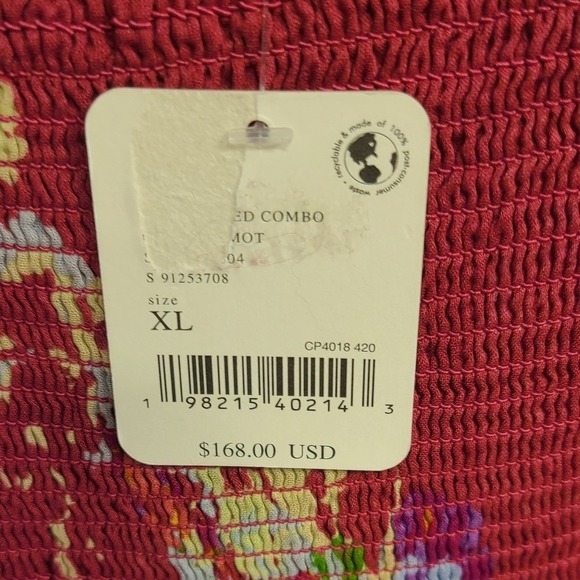 recyclable & made of 100% post-consumer waste
ED COMBO
MOT
04
S 91253708
size
XL
CP4018 420
1 98215 40214 3
$168.00 USD